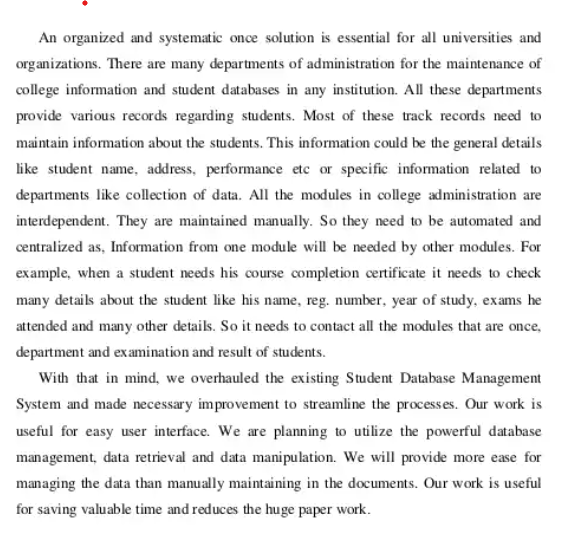 An organized and systematic once solution is essential for all universities and
organizations. There are many departments of administration for the maintenance of
college information and student databases in any institution. All these departments
provide various records regarding students. Most of these track records need to
maintain information about the students. This information could be the general details
like student name, address, performance etc or specific information related to
departments like collection of data. All the modules in college administration are
interdependent. They are maintained manually. So they need to be automated and
centralized as, Information from one module will be needed by other modules. For
example, when a student needs his course completion certificate it needs to check
many details about the student like his name, reg. number, year of study, exams he
attended and many other details. So it needs to contact all the modules that are once,
department and examination and result of students.
With that in mind, we overhauled the existing Student Database Management
System and made necessary improvement to streamline the processes. Our work is
useful for easy user interface. We are planning to utilize the powerful database
management, data retrieval and data manipulation. We will provide more ease for
managing the data than manually maintaining in the documents. Our work is useful
for saving valuable time and reduces the huge paper work.